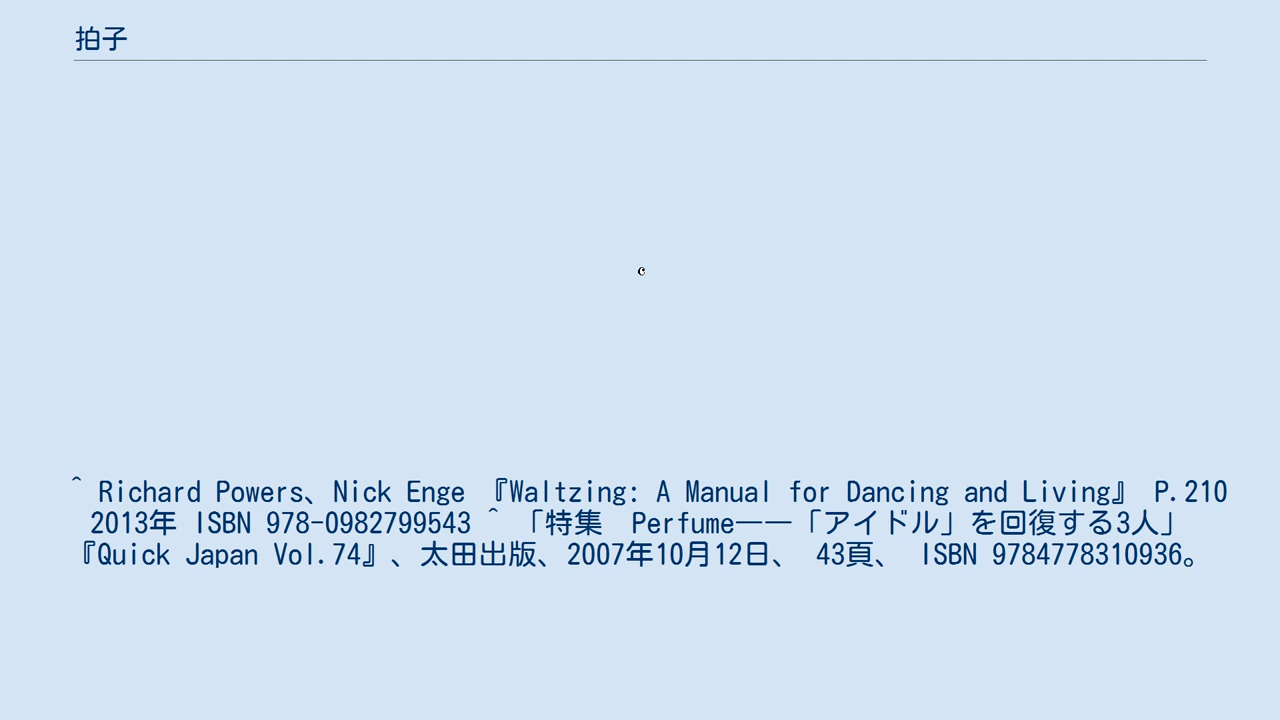 拍子
^ Richard Powers、Nick Enge 『Waltzing: A Manual for Dancing and Living』 P.210
2013年 ISBN 978-0982799543 ^ 「特集　Perfume――「アイドル」を回復する3人」
『Quick Japan Vol.74』、太田出版、2007年10月12日、 43頁、 ISBN 9784778310936。